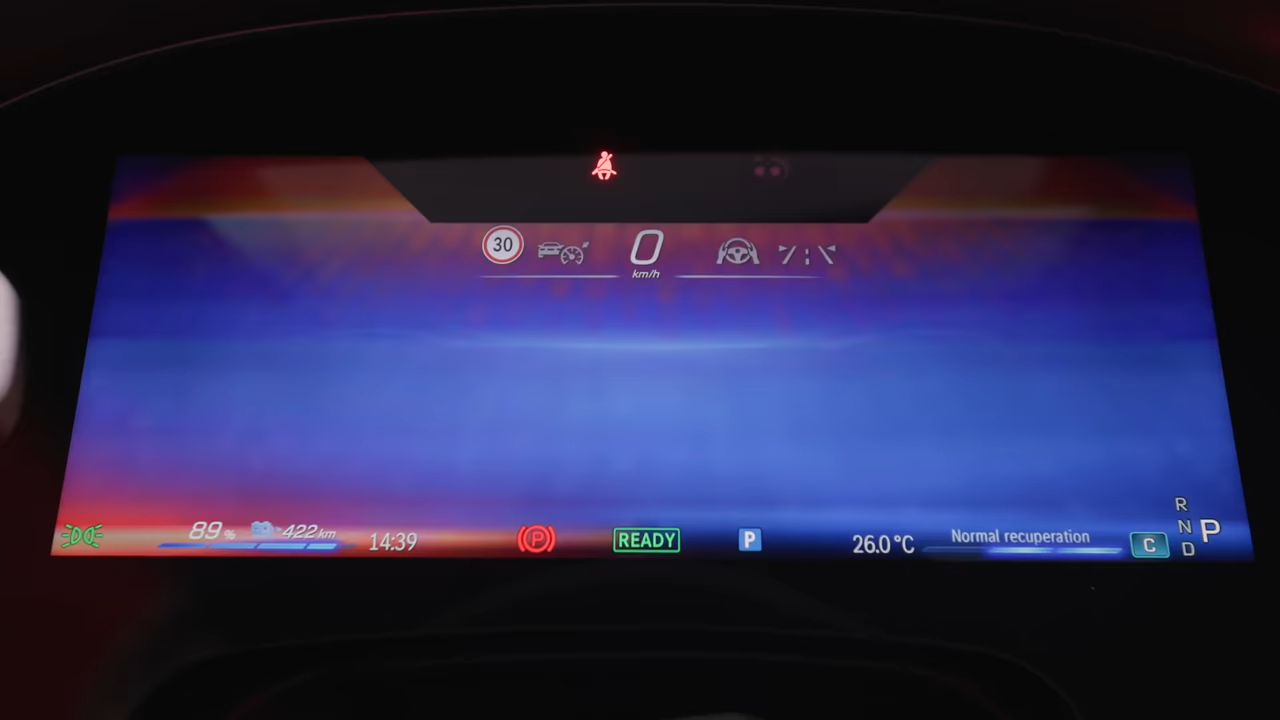 30
0
km/h
R
89 % 422 km
14:39
P
READY
P
26.0°C
Normal recuperation
C
N
P
D